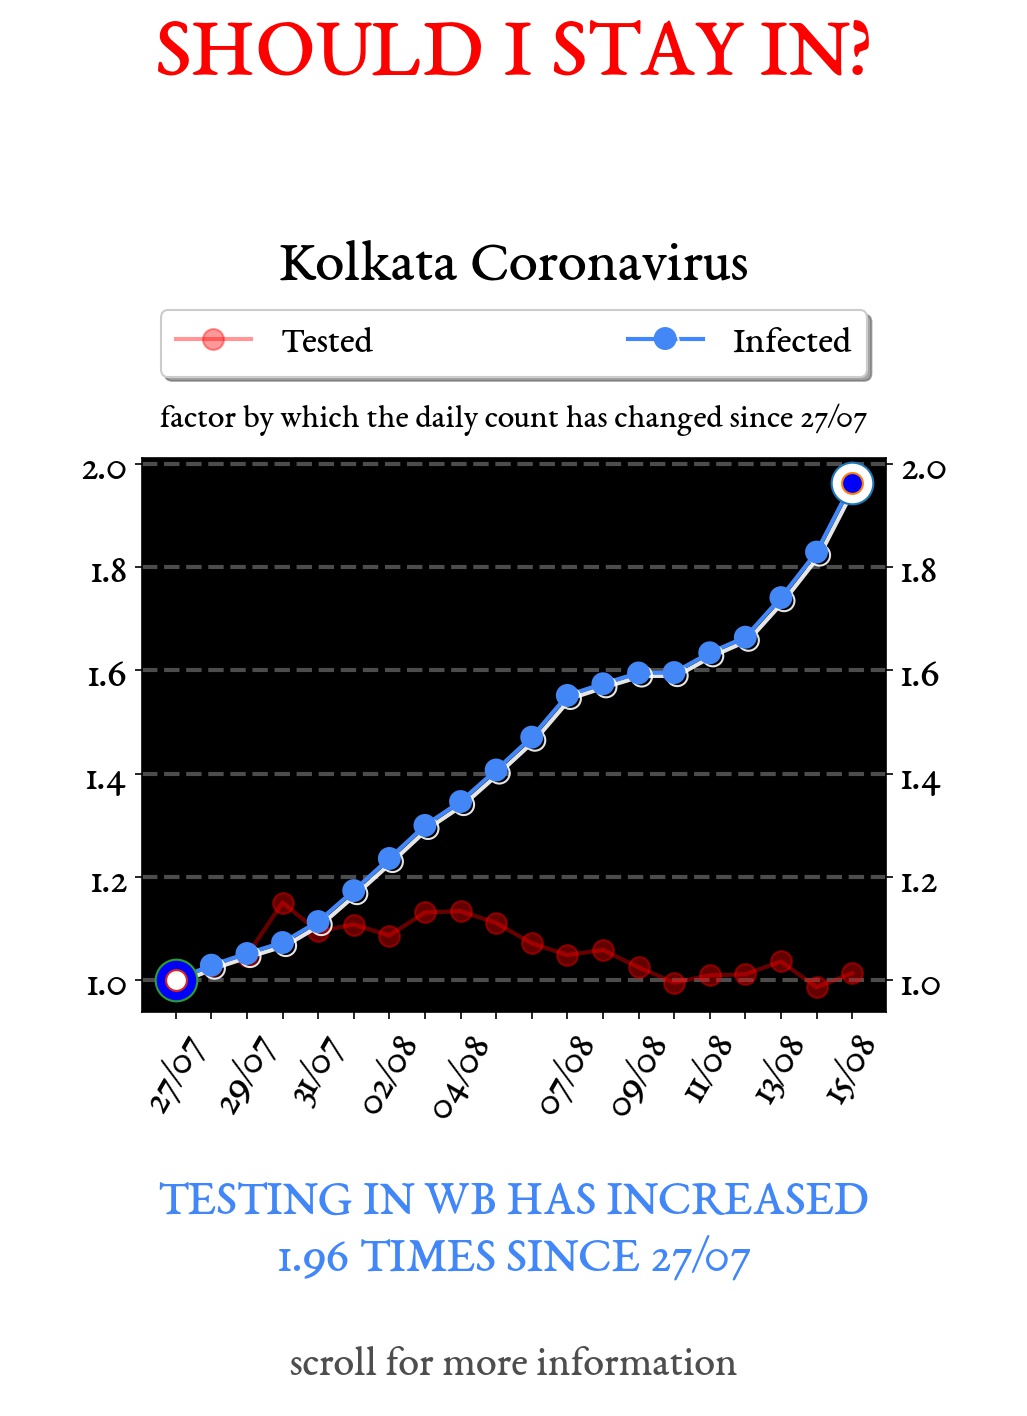 SHOULD I STAY IN?
Kolkata Coronavirus
Tested Infected
factor by which the daily count has changed since 27/07
2.0 2.0
1.8 1.8
1.6 1.6
1.4 1.4
1.2 1.2
1.0 1.0
27/07 29/07 31/07 02/08 04/08 07/08 09/08 11/08 13/08 15/08
TESTING IN WB HAS INCREASED
1.96 TIMES SINCE 27/07
scroll for more information